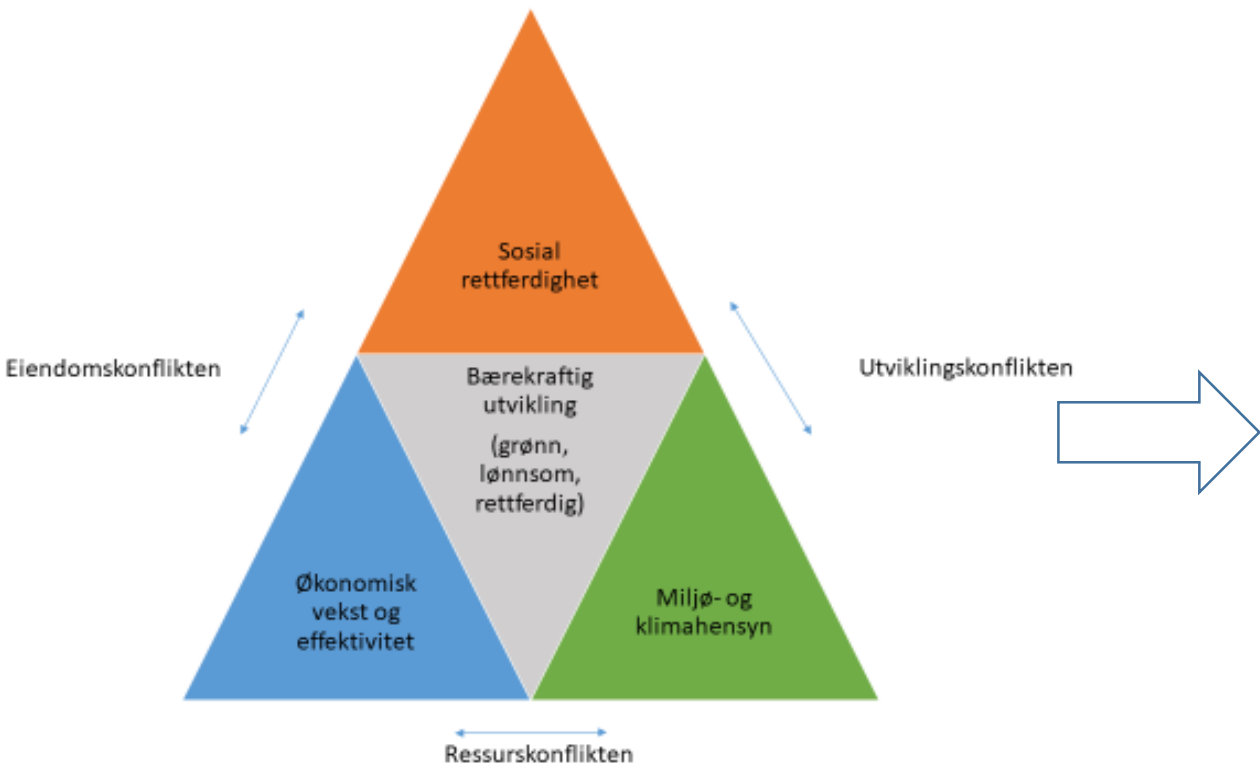 Sosial
rettferdighet
Eiendomskonflikten
Utviklingskonflikten
Bærekraftig
utvikling
(grønn,
lønnsom,
rettferdig)
Økonomisk
vekst og
effektivitet
Miljø- og
klimahensyn
Ressurskonflikten